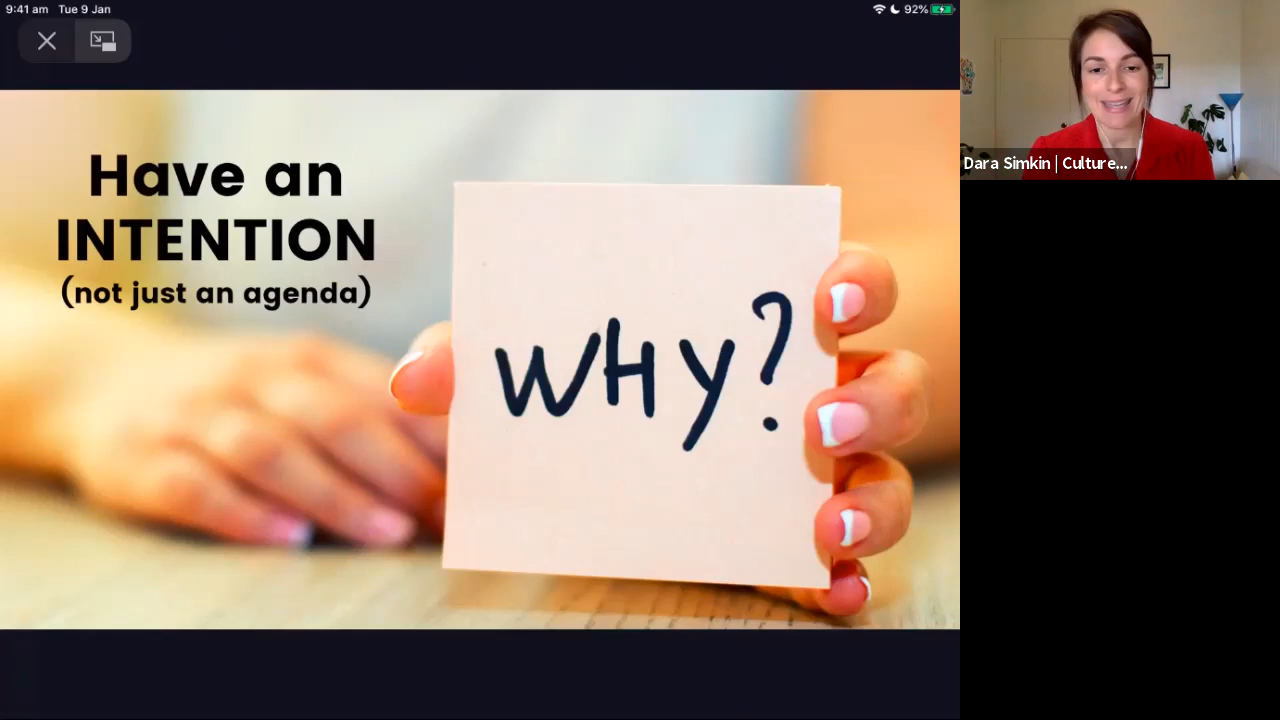 9:41 am Tue 9 Jan
92%
Have an
INTENTION
(not just an agenda)
WHY?
Dara Simkin | Culture...